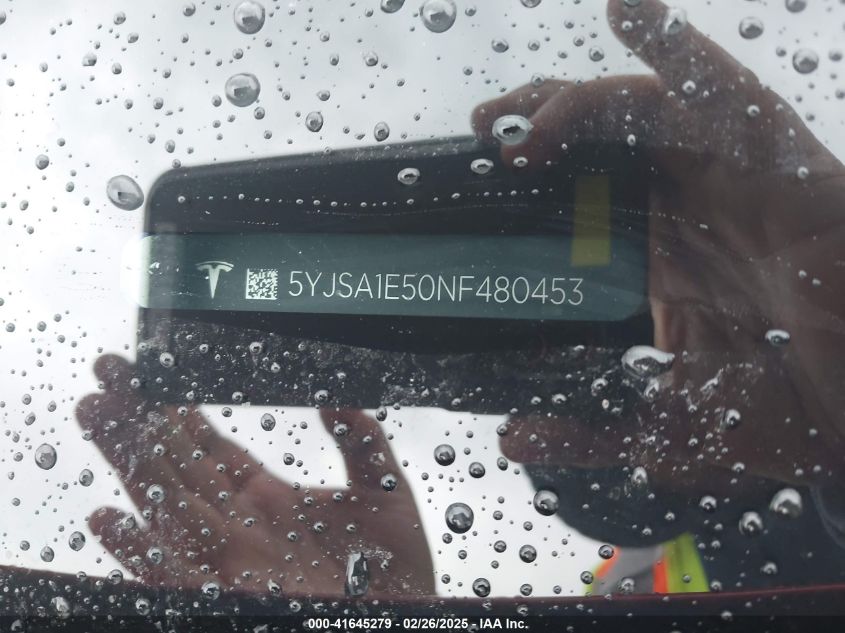 5YJSA1E50NF480453
000-41645279 – 02/26/2025 - IAA Inc.